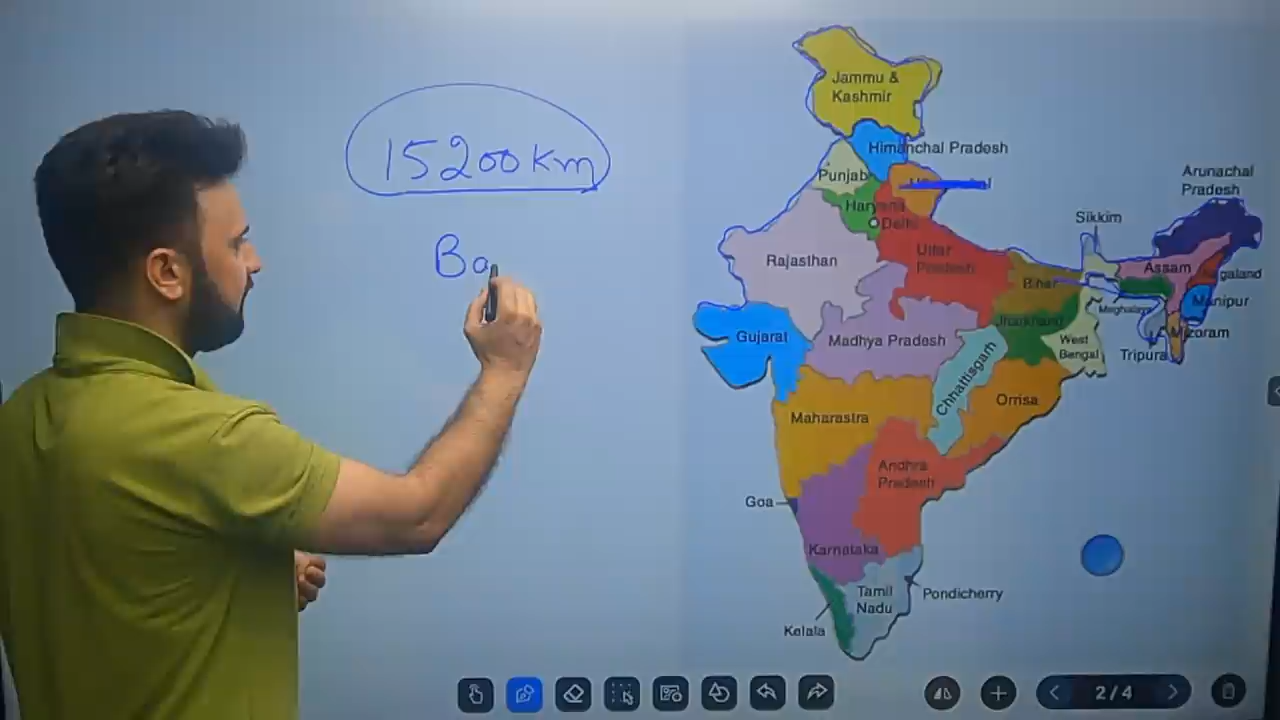 15200 km
Ba
Jammu &
Kashmir
Himanchal Pradesh
Punjab
Haryana
Delhi
Arunachal
Pradesh
Sikkim
Rajasthan
Uttar
Pradesh
Bihar
Assam
galand
Meghalaya
Manipur
Gujarat
Madhya Pradesh
Jharkhand
West
Bengal
Mizoram
Tripura
Chhattisgarh
Orrisa
Maharastra
Andhra
Pradesh
Goa
Karnataka
Tamil
Nadu
Pondicherry
Kelala
2/4